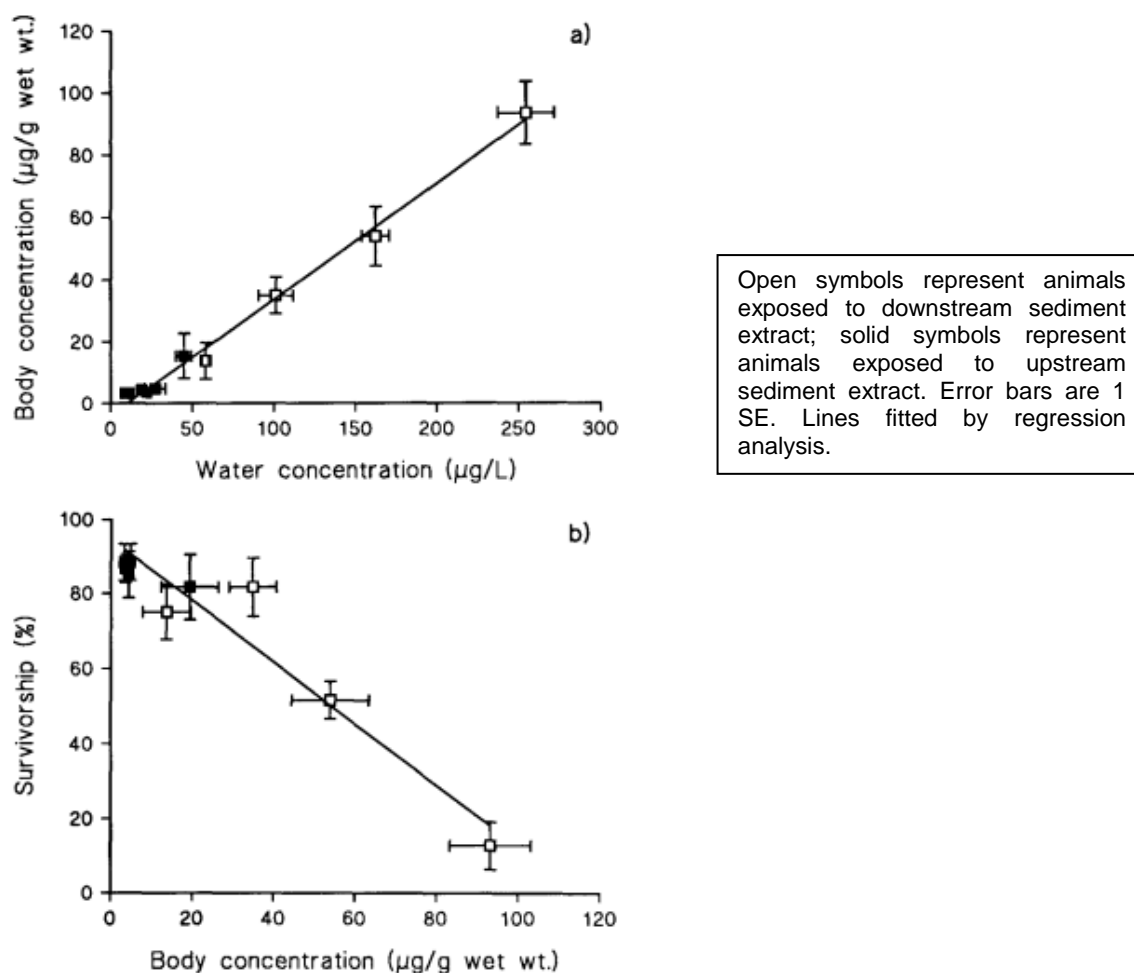 a)
Body concentration (µg/g wet wt.)
120
100
80
60
40
20
0
0 50 100 150 200 250 300
Water concentration (µg/L)
Open symbols represent animals
exposed to downstream sediment
extract; solid symbols represent
animals exposed to upstream
sediment extract. Error bars are 1
SE. Lines fitted by regression
analysis.
b)
Survivorship (%)
100
80
60
40
20
0
0 20 40 60 80 100 120
Body concentration (µg/g wet wt.)